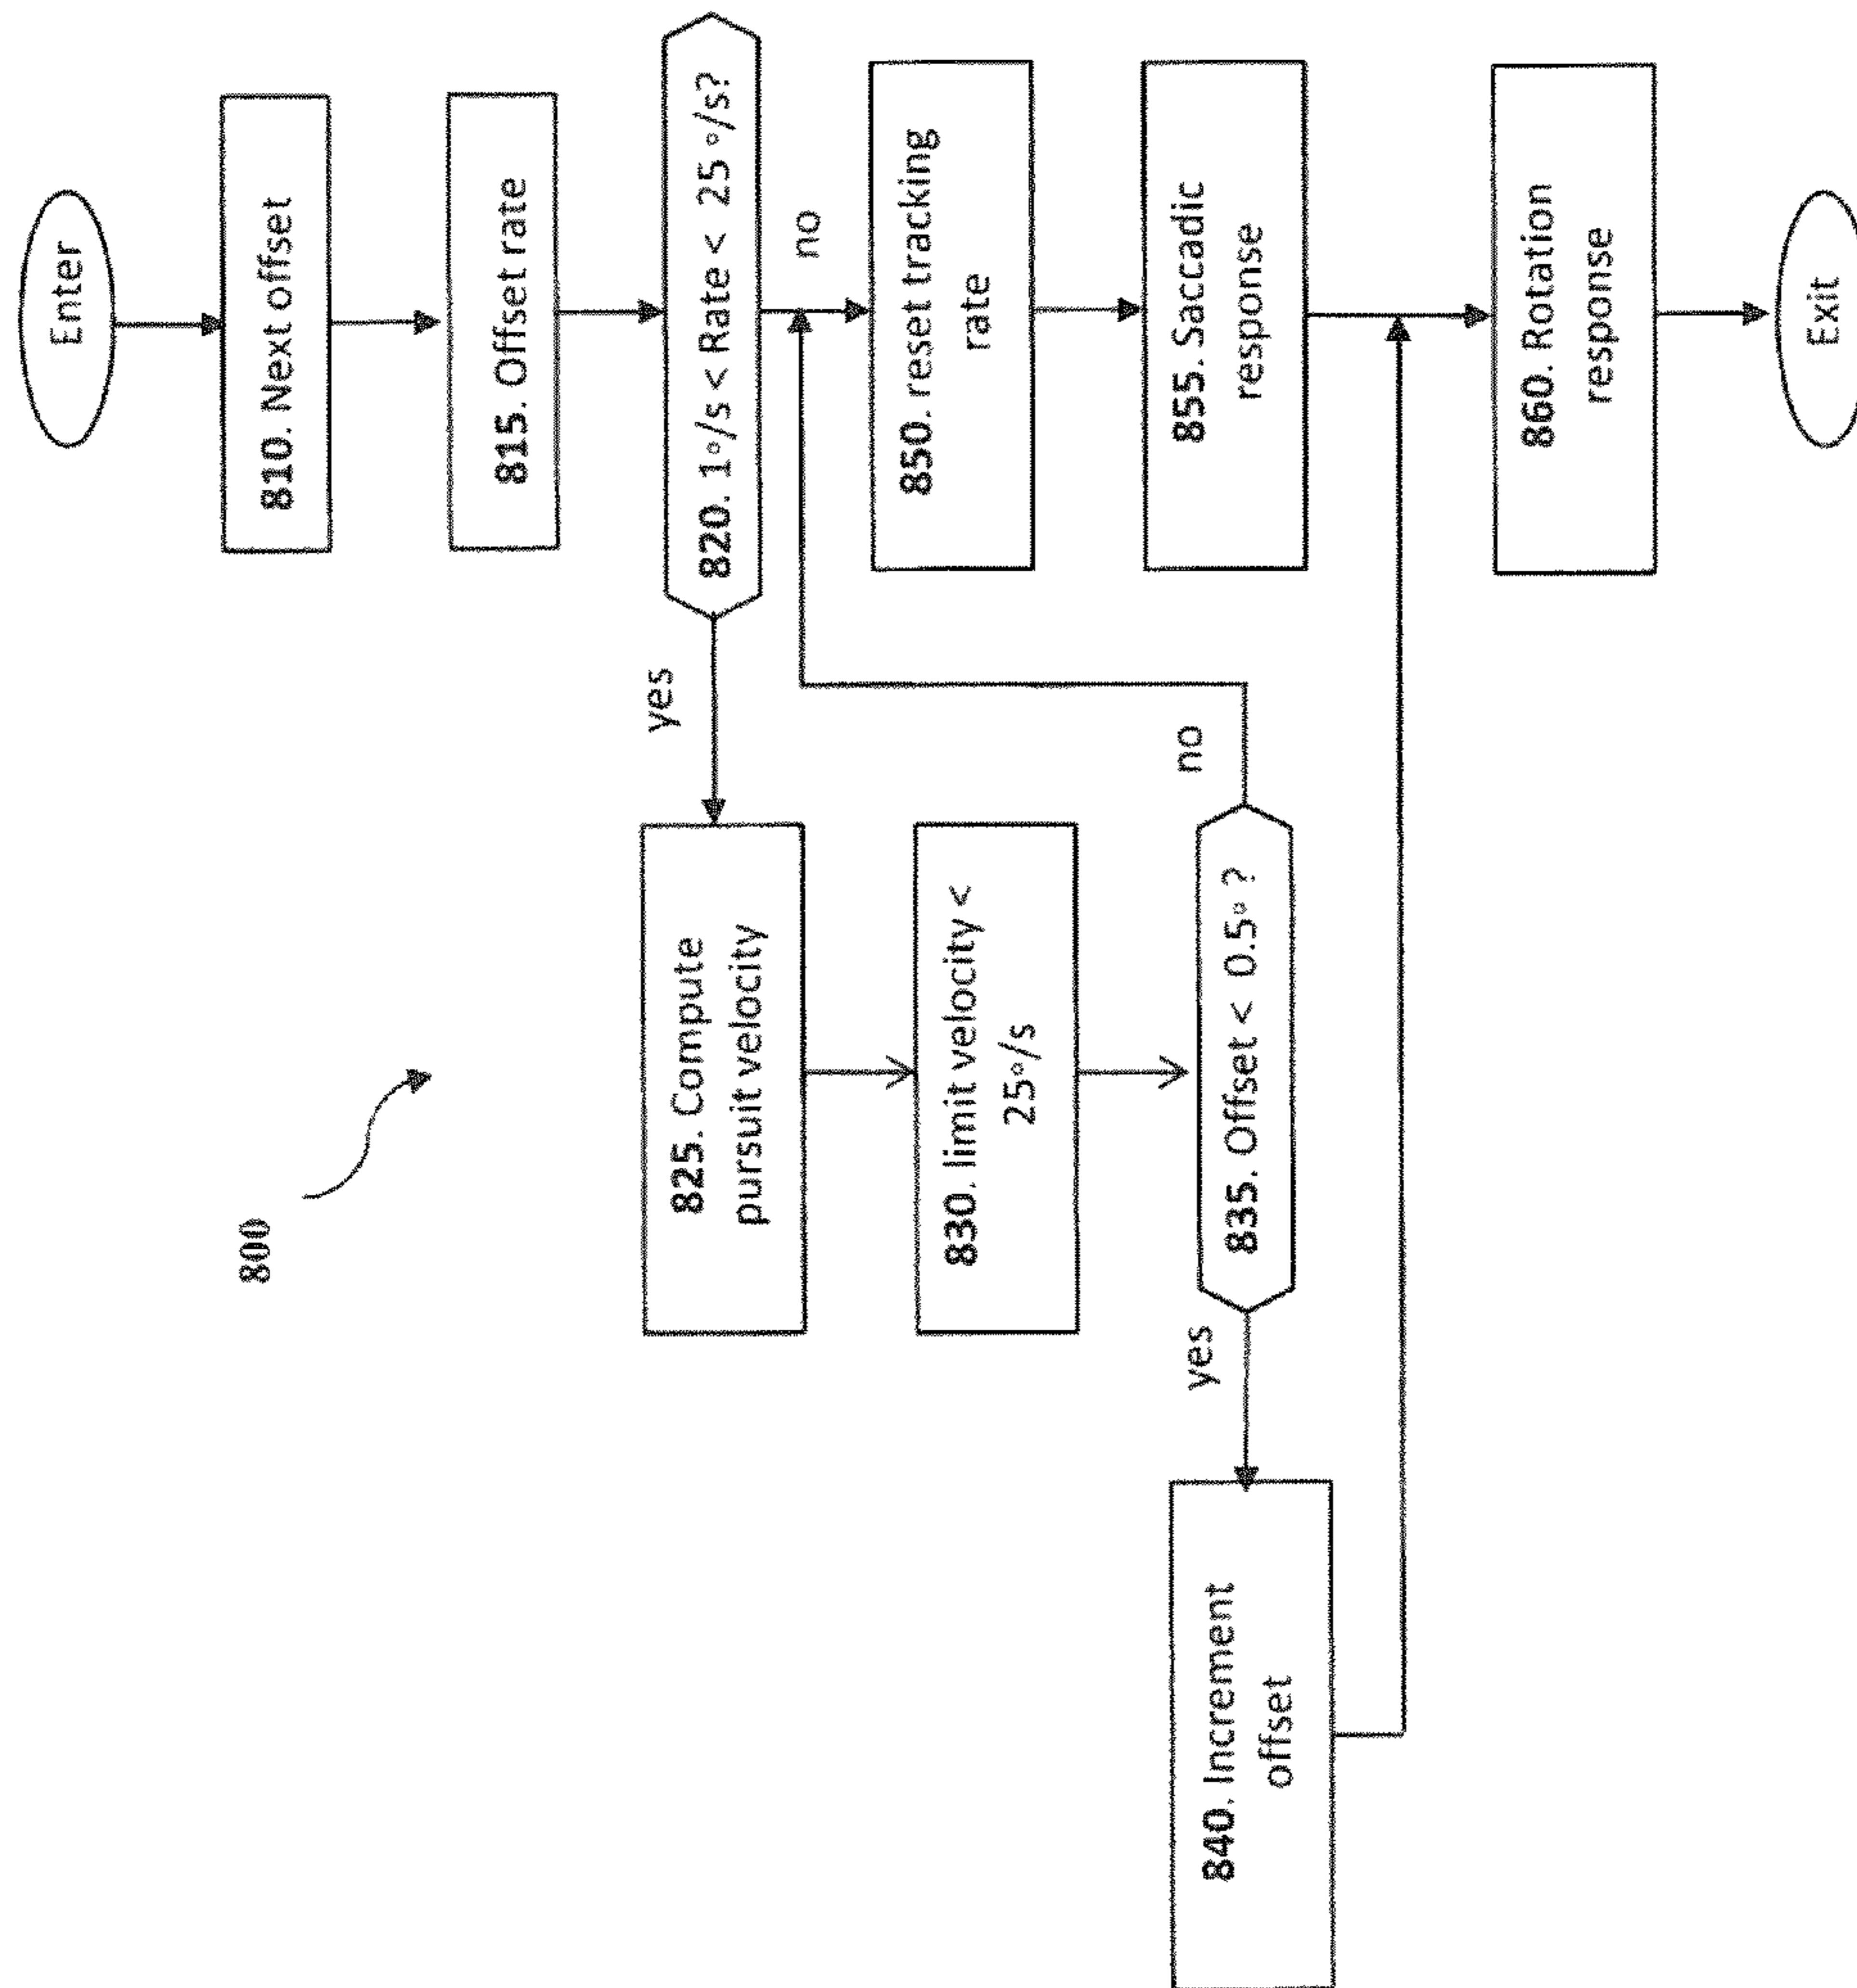 800
Enter
810. Next offset
815. Offset rate
820. 1°/s < Rate < 25 °/s?
yes
no
825. Compute
pursuit velocity
830. limit velocity <
25°/s
835. Offset < 0.5° ?
yes
no
840. Increment
offset
850. reset tracking
rate
855. Saccadic
response
860. Rotation
response
Exit